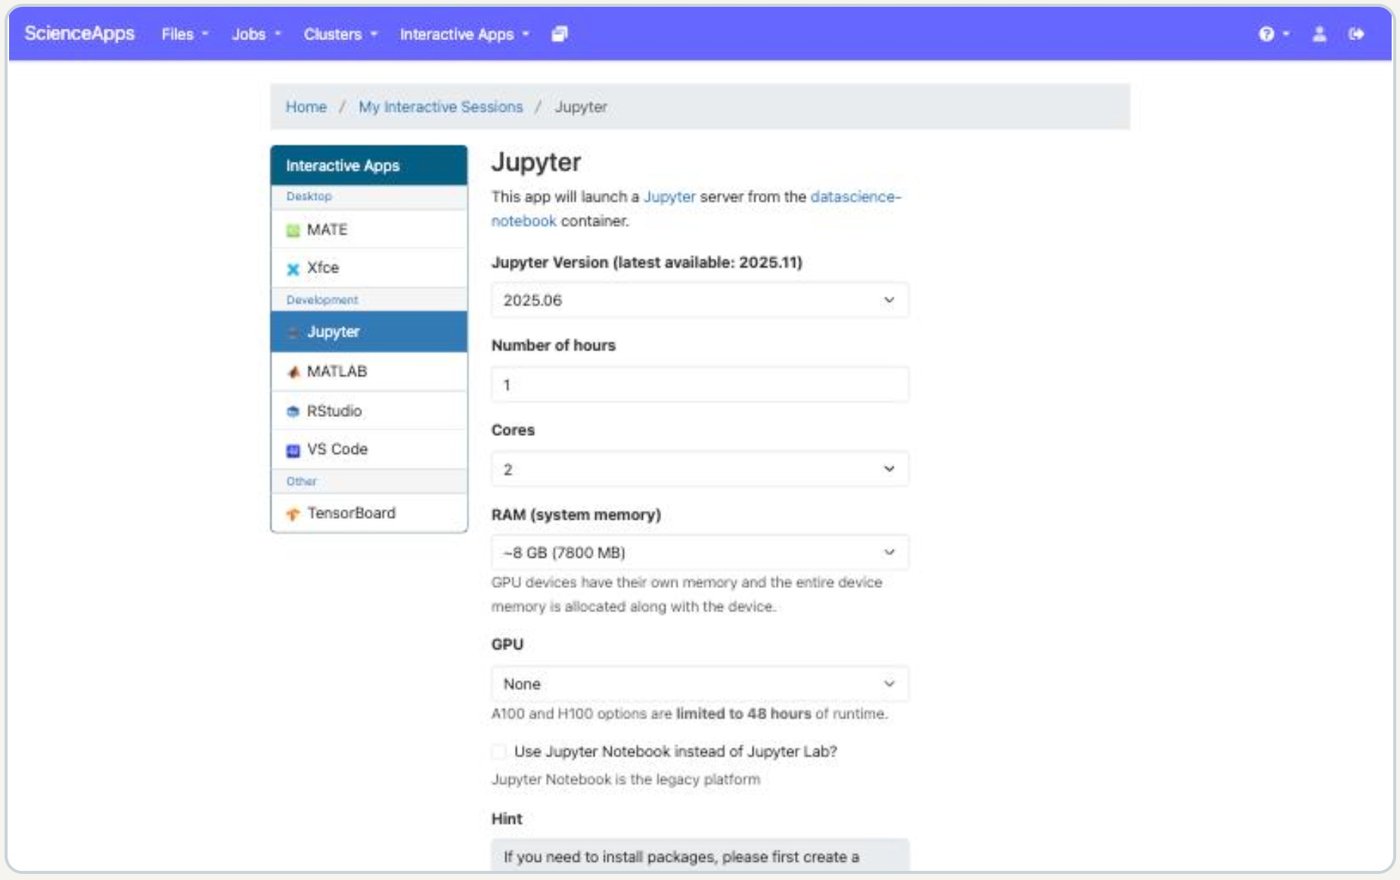 ScienceApps Files Jobs Clusters Interactive Apps
Home / My Interactive Sessions / Jupyter
Interactive Apps
Desktop
MATE
Xfce
Development
Jupyter
MATLAB
RStudio
VS Code
Other
TensorBoard
Jupyter
This app will launch a Jupyter server from the datascience-
notebook container.
Jupyter Version (latest available: 2025.11)
2025.06
Number of hours
1
Cores
2
RAM (system memory)
~8 GB (7800 MB)
GPU devices have their own memory and the entire device
memory is allocated along with the device.
GPU
None
A100 and H100 options are limited to 48 hours of runtime.
Use Jupyter Notebook instead of Jupyter Lab?
Jupyter Notebook is the legacy platform
Hint
If you need to install packages, please first create a